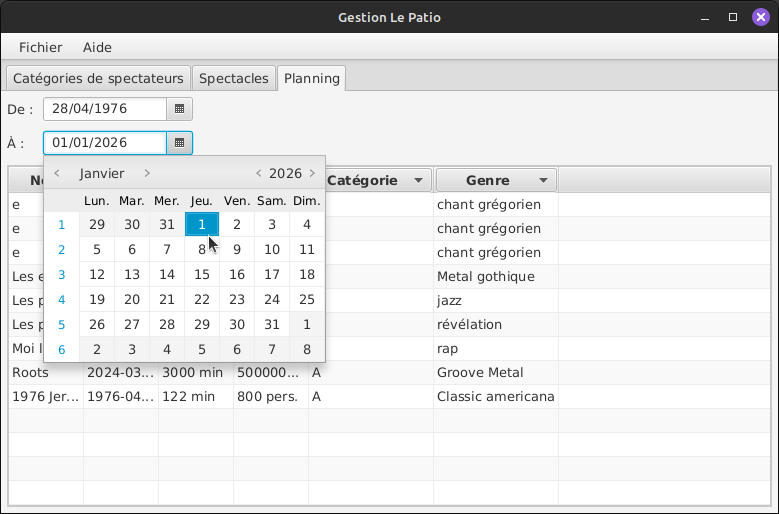 Gestion Le Patio
Fichier Aide
Catégories de spectateurs Spectacles Planning
De : 28/04/1976
À : 01/01/2026
Catégorie Genre
Janvier 2026
Lun. Mar. Mer. Jeu. Ven. Sam. Dim.
1 29 30 31 1 2 3 4
2 5 6 7 8 9 10 11
3 12 13 14 15 16 17 18
4 19 20 21 22 23 24 25
5 26 27 28 29 30 31 1
6 2 3 4 5 6 7 8
e chant grégorien
e chant grégorien
e chant grégorien
Les Metal gothique
Les jazz
Les révélation
Moi rap
Roots 2024-03... 3000 min 500000... A Groove Metal
1976 Jer... 1976-04... 122 min 800 pers. A Classic americana